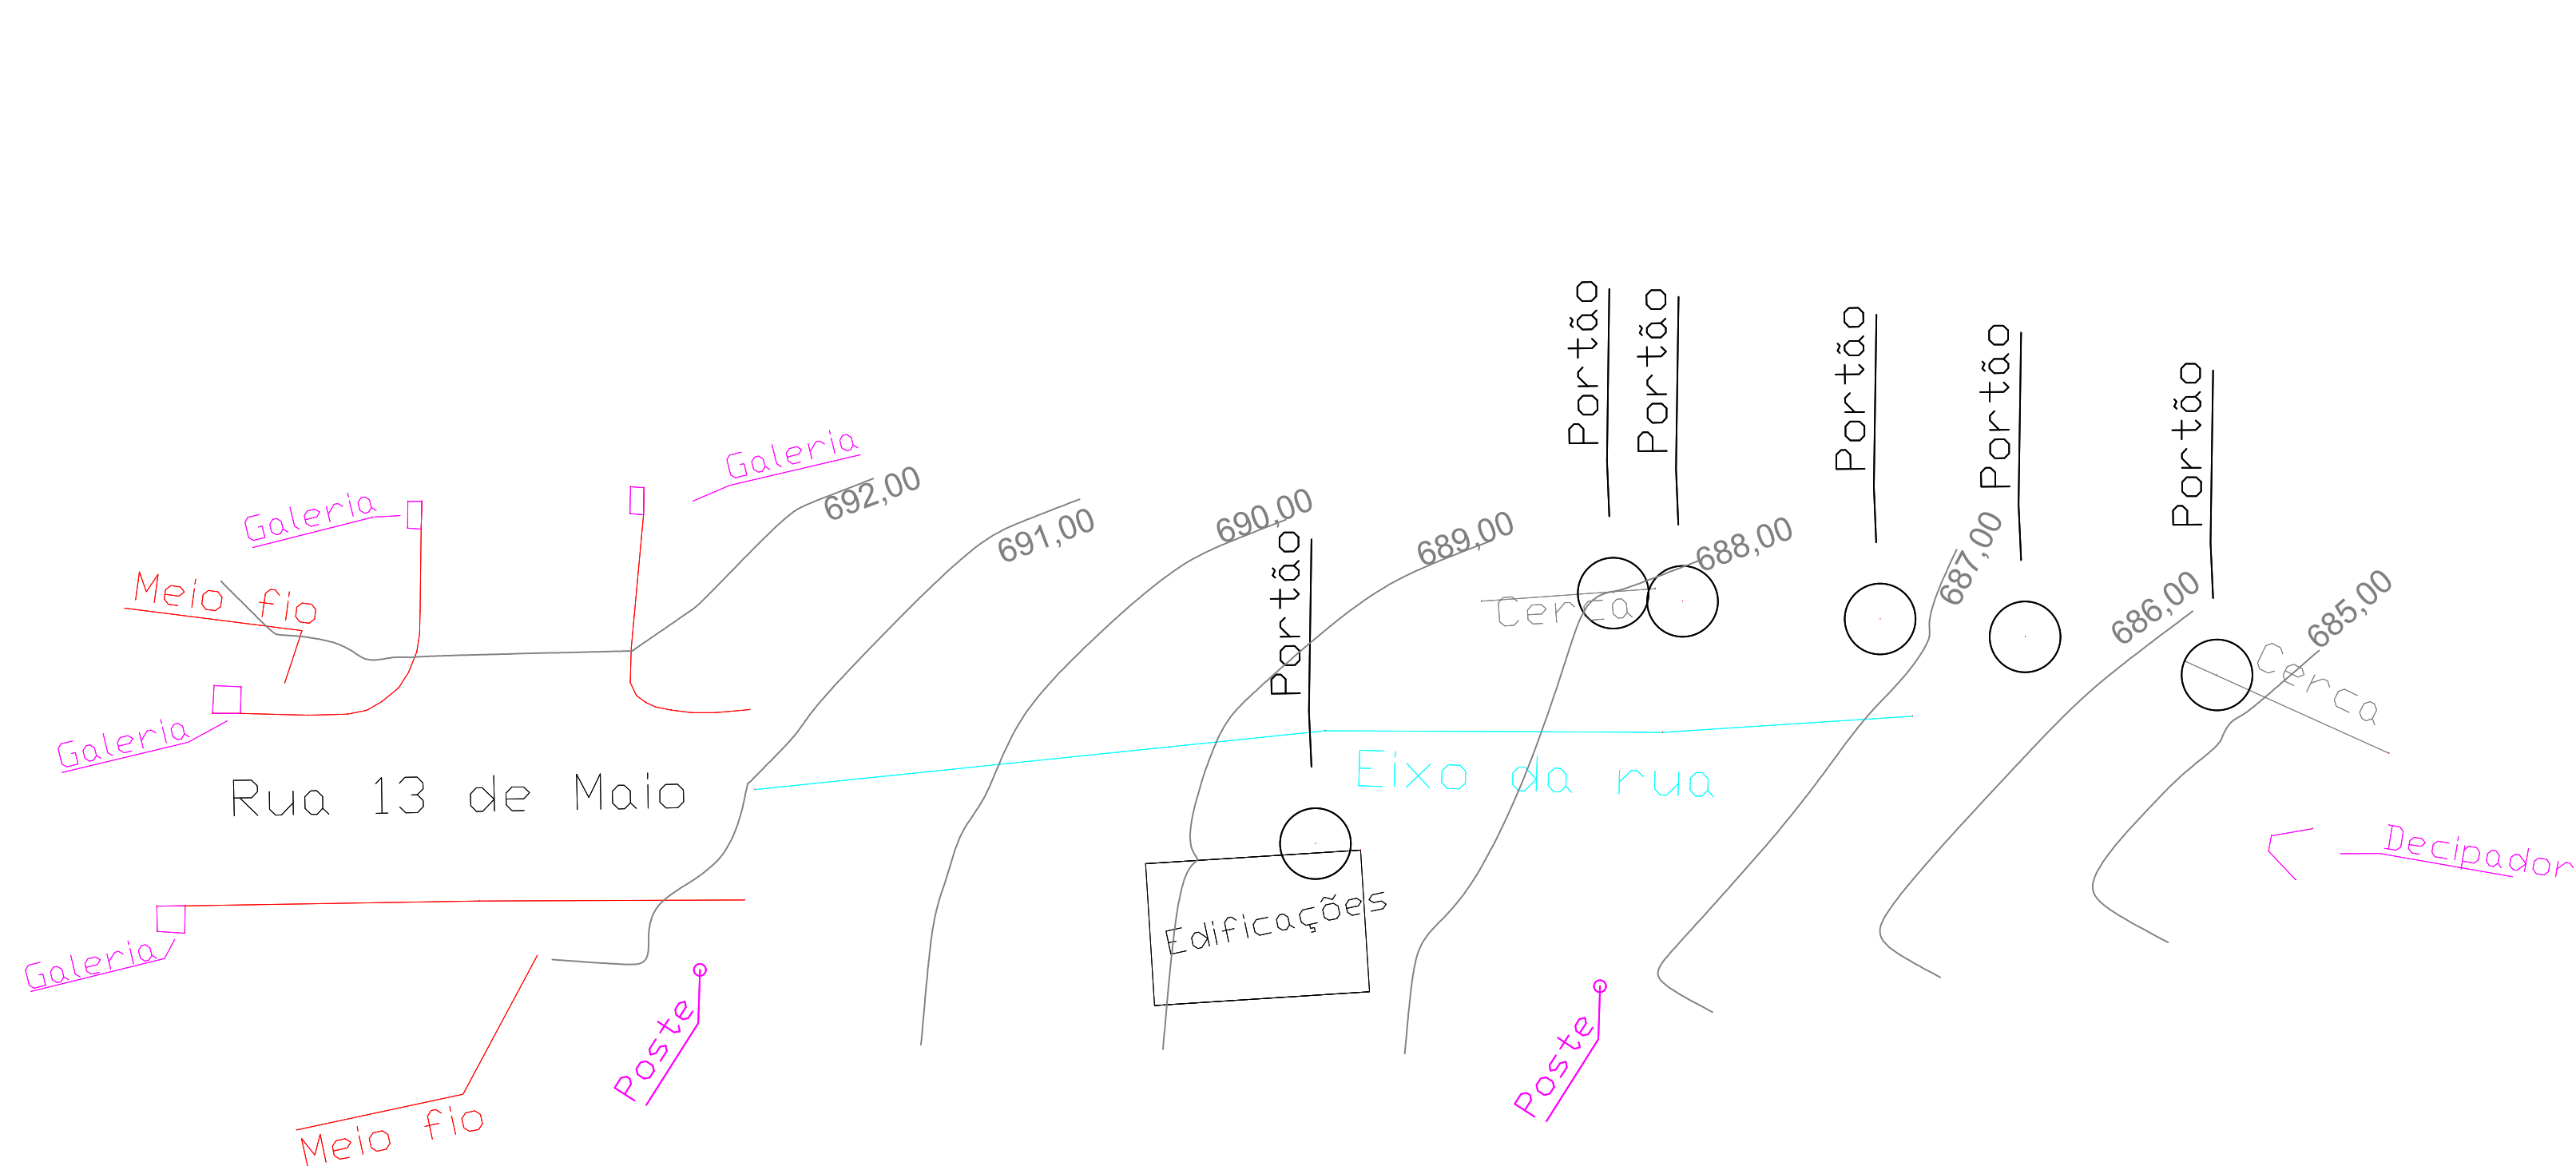 Portão
Portão
Portão
Portão
Portão
Galeria
692,00
Galeria
691,00
690,00
689,00
688,00
687,00
Portão
Meio fio
Cerca
686,00
685,00
Cerca
Galeria
Rua 13 de Maio
Eixo da rua
Decipador
Edificações
Galeria
Poste
Poste
Meio fio